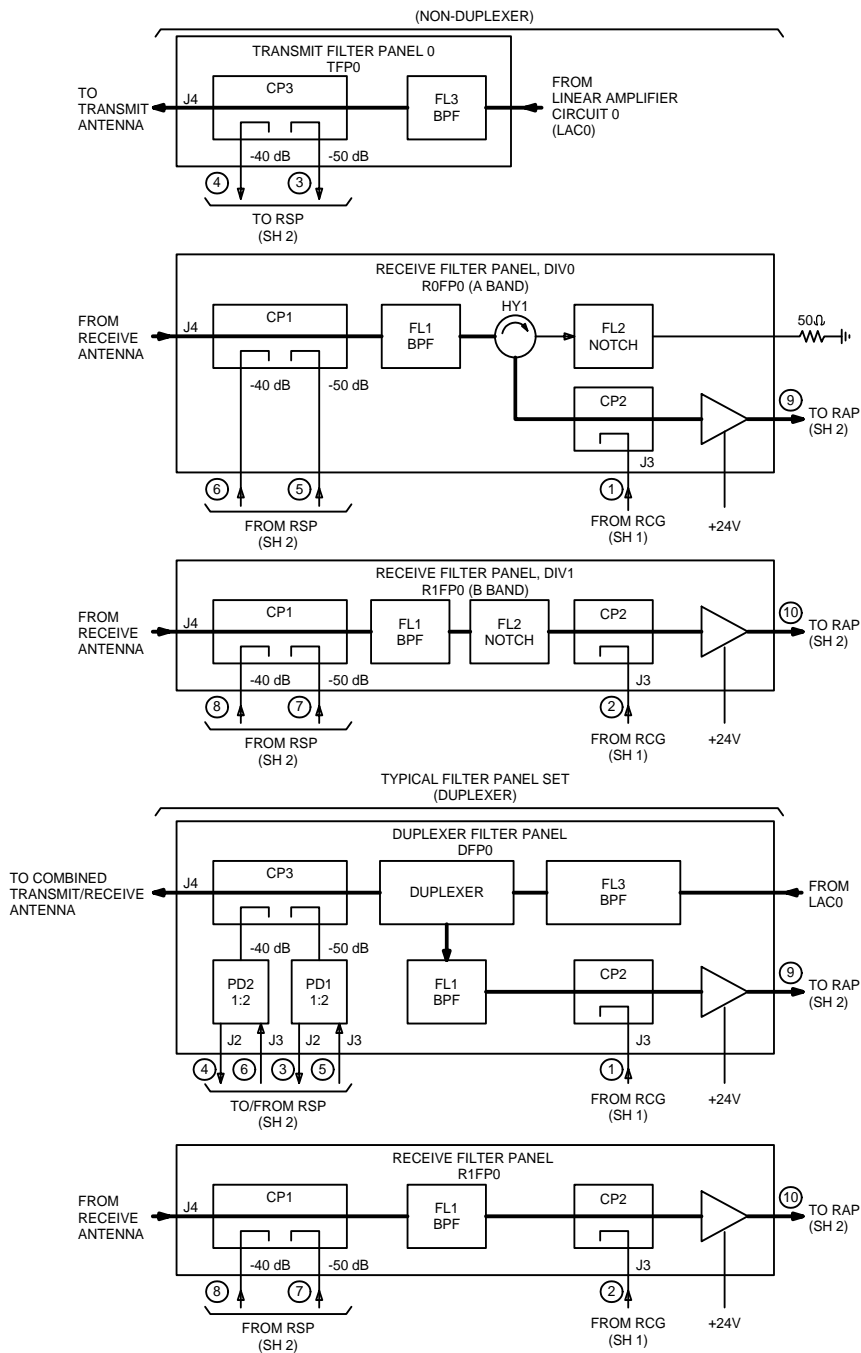 (NON-DUPLEXER)
TRANSMIT FILTER PANEL 0
TFP0
TO
TRANSMIT
ANTENNA
J4
CP3
FL3
BPF
FROM
LINEAR AMPLIFIER
CIRCUIT 0
(LAC0)
-40 dB
-50 dB
4
3
TO RSP
(SH 2)
RECEIVE FILTER PANEL, DIV0
R0FP0 (A BAND)
FROM
RECEIVE
ANTENNA
J4
CP1
FL1
BPF
HY1
FL2
NOTCH
50Ω
-40 dB
-50 dB
CP2
J3
9
TO RAP
(SH 2)
6
5
1
FROM RSP
(SH 2)
FROM RCG
(SH 1)
+24V
RECEIVE FILTER PANEL, DIV1
R1FP0 (B BAND)
FROM
RECEIVE
ANTENNA
J4
CP1
FL1
BPF
FL2
NOTCH
CP2
10
TO RAP
(SH 2)
-40 dB
-50 dB
J3
8
7
2
FROM RSP
(SH 2)
FROM RCG
(SH 1)
+24V
TYPICAL FILTER PANEL SET
(DUPLEXER)
DUPLEXER FILTER PANEL
DFP0
TO COMBINED
TRANSMIT/RECEIVE
ANTENNA
J4
CP3
DUPLEXER
FL3
BPF
FROM
LAC0
-40 dB
-50 dB
PD2
1:2
PD1
1:2
FL1
BPF
CP2
9
TO RAP
(SH 2)
J2
J3
J2
J3
J3
4
6
3
5
1
TO/FROM RSP
(SH 2)
FROM RCG
(SH 1)
+24V
RECEIVE FILTER PANEL
R1FP0
FROM
RECEIVE
ANTENNA
J4
CP1
FL1
BPF
CP2
10
TO RAP
(SH 2)
-40 dB
-50 dB
J3
8
7
2
FROM RSP
(SH 2)
FROM RCG
(SH 1)
+24V